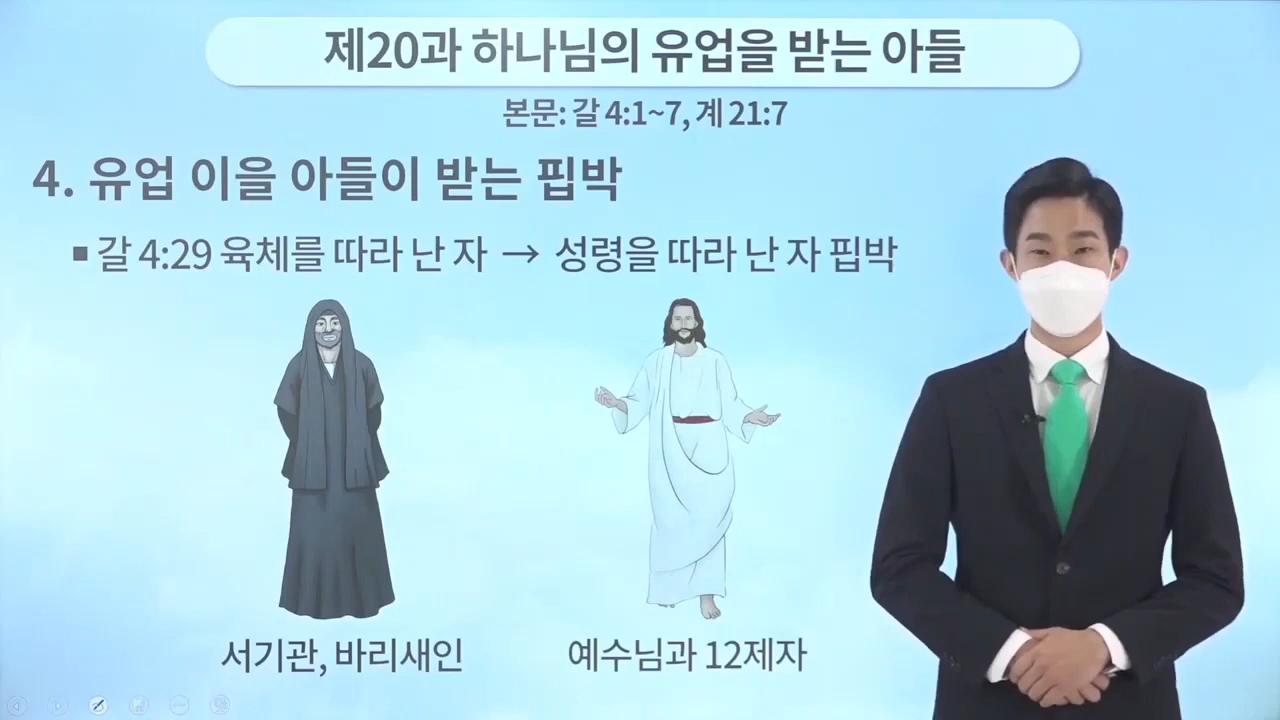 제20과 하나님의 유업을 받는 아들
본문: 갈 4:1~7, 계 21:7
4. 유업 이을 아들이 받는 핍박
▪ 갈 4:29 육체를 따라 난 자 → 성령을 따라 난 자 핍박
서기관, 바리새인
예수님과 12제자